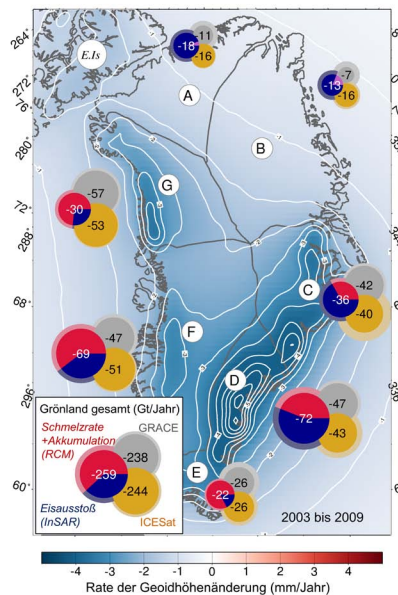 264°
272°
76°
280°
72°
288°
68°
296°
60°
E.Is
A
B
G
C
F
D
E
-11
-18
-16
-7
-13
-16
-57
-30
-53
-42
-36
-40
-47
-69
-51
-47
-72
-43
-26
-22
-26
Grönland gesamt (Gt/Jahr)
Schmelzrate
+Akkumulation
(RCM)
GRACE
-238
-259
-244
Eisausstoß
(InSAR)
ICESat
2003 bis 2009
-4 -3 -2 -1 0 1 2 3 4
Rate der Geoidhöhenänderung (mm/Jahr)